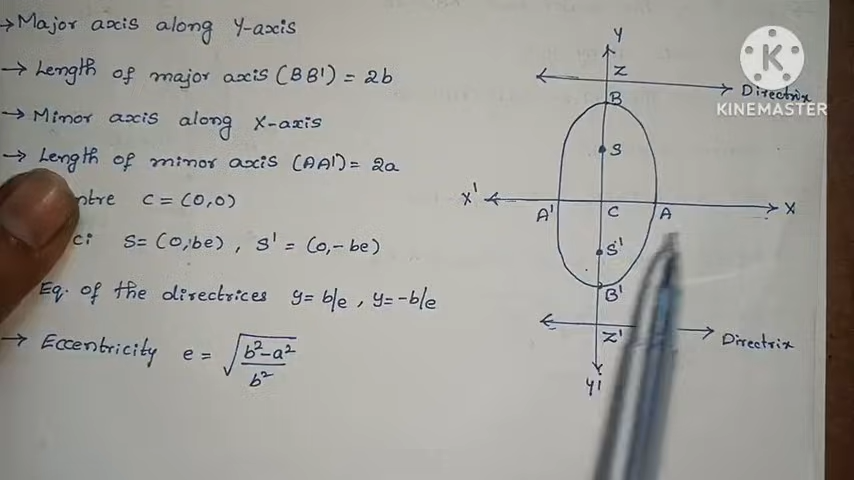 →Major axis along Y-axis
→ Length of major axis (BB') = 2b
→ Minor axis along X-axis
→ Length of minor axis (AA') = 2a
ntre C = (0,0)
ci S = (0,be) , S' = (0,-be)
Eq. of the directrices y = b/e , y = -b/e
→ Eccentricity e = √(b²-a²/b²)
Y
Z
Directrix
B
S
X'
X
A'
C
A
S'
B'
Z'
Directrix
Y'
K
KINEMASTER